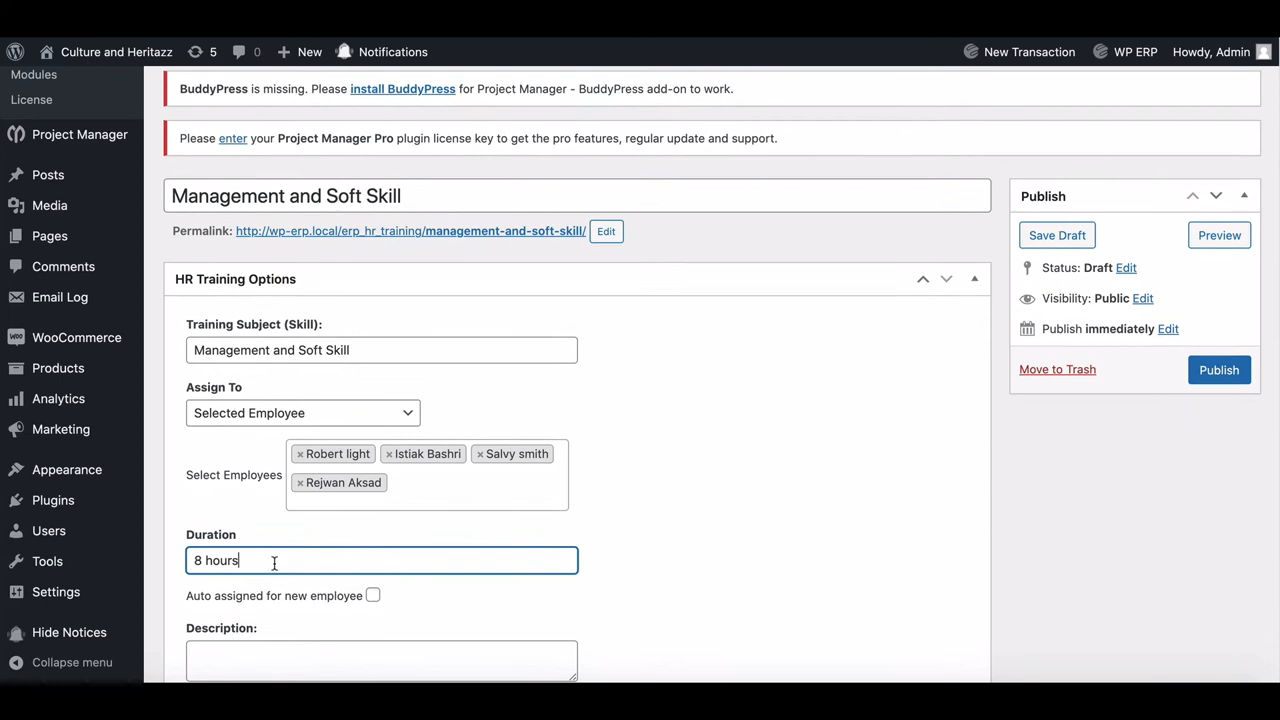 Culture and Heritazz 5 0 New Notifications New Transaction WP ERP Howdy, Admin
Modules
License
Project Manager
Posts
Media
Pages
Comments
Email Log
WooCommerce
Products
Analytics
Marketing
Appearance
Plugins
Users
Tools
Settings
Hide Notices
Collapse menu
BuddyPress is missing. Please install BuddyPress for Project Manager - BuddyPress add-on to work.
Please enter your Project Manager Pro plugin license key to get the pro features, regular update and support.
Management and Soft Skill
Permalink: http://wp-erp.local/erp_hr_training/management-and-soft-skill/ Edit
HR Training Options
Training Subject (Skill):
Management and Soft Skill
Assign To
Selected Employee
Select Employees
× Robert light × Istiak Bashri × Salvy smith
× Rejwan Aksad
Duration
8 hours
Auto assigned for new employee
Description:
Publish
Save Draft Preview
Status: Draft Edit
Visibility: Public Edit
Publish immediately Edit
Move to Trash Publish